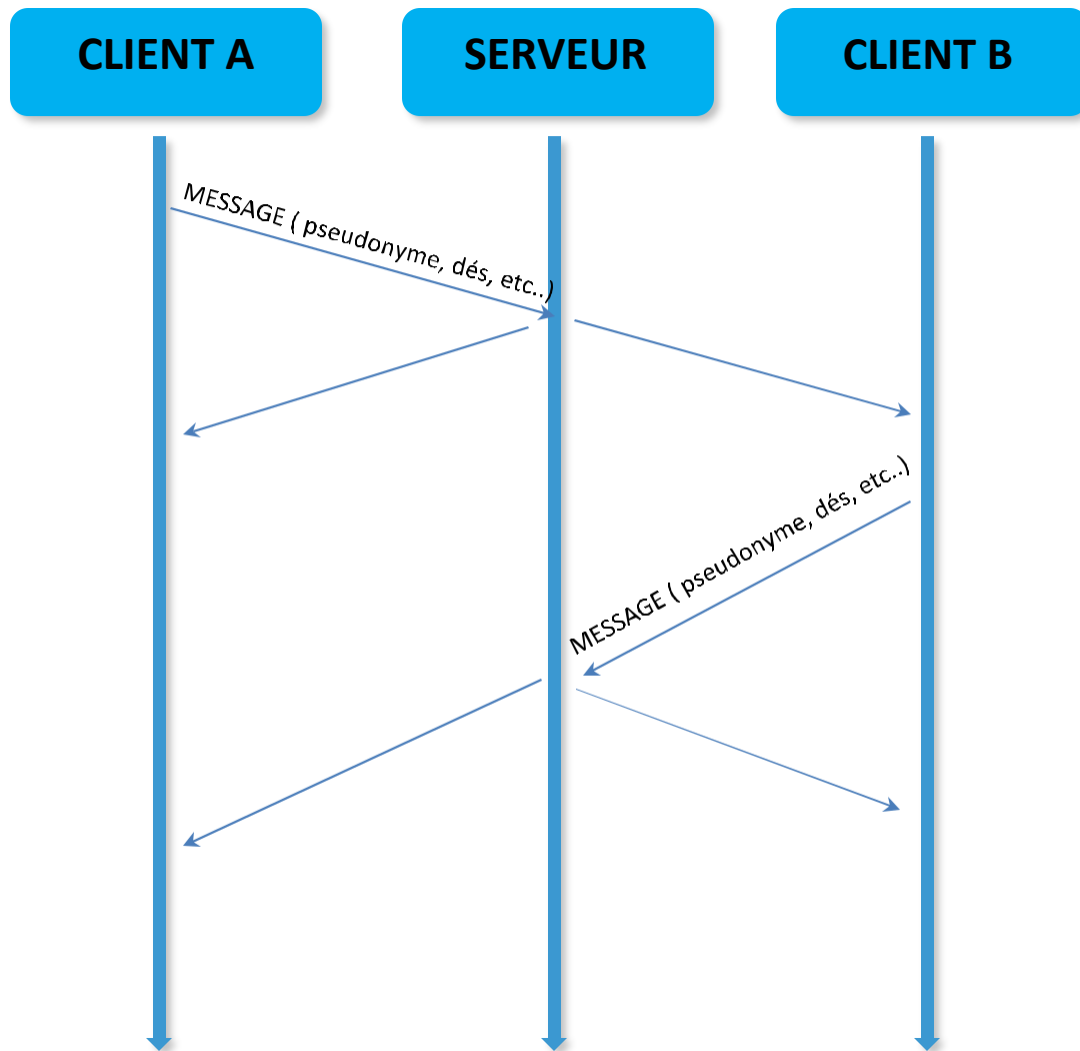 CLIENT A
SERVEUR
CLIENT B
MESSAGE ( pseudonyme, dés, etc..)
MESSAGE ( pseudonyme, dés, etc..)